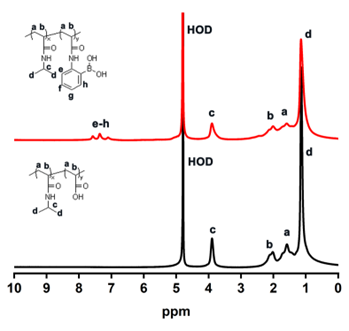 a b a b
x y
O O
NH NH OH
B
OH
c e
d d f h
g
HOD
d
e-h
c
b a
a b a b
x y
O O
NH OH
c
d d
HOD
d
c
b a
10 9 8 7 6 5 4 3 2 1 0
ppm